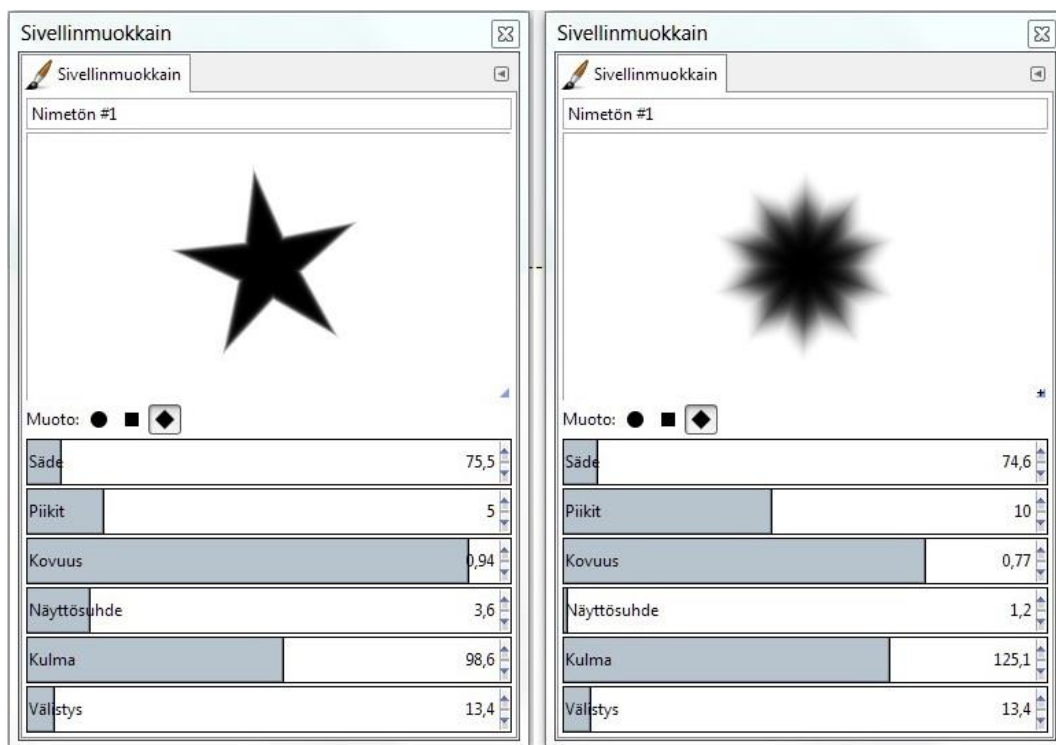 Sivellinmuokkain
Sivellinmuokkain
Nimetön #1
Muoto:
Säde 75,5
Piikit 5
Kovuus 0,94
Näyttösuhde 3,6
Kulma 98,6
Välistys 13,4
Sivellinmuokkain
Sivellinmuokkain
Nimetön #1
Muoto:
Säde 74,6
Piikit 10
Kovuus 0,77
Näyttösuhde 1,2
Kulma 125,1
Välistys 13,4